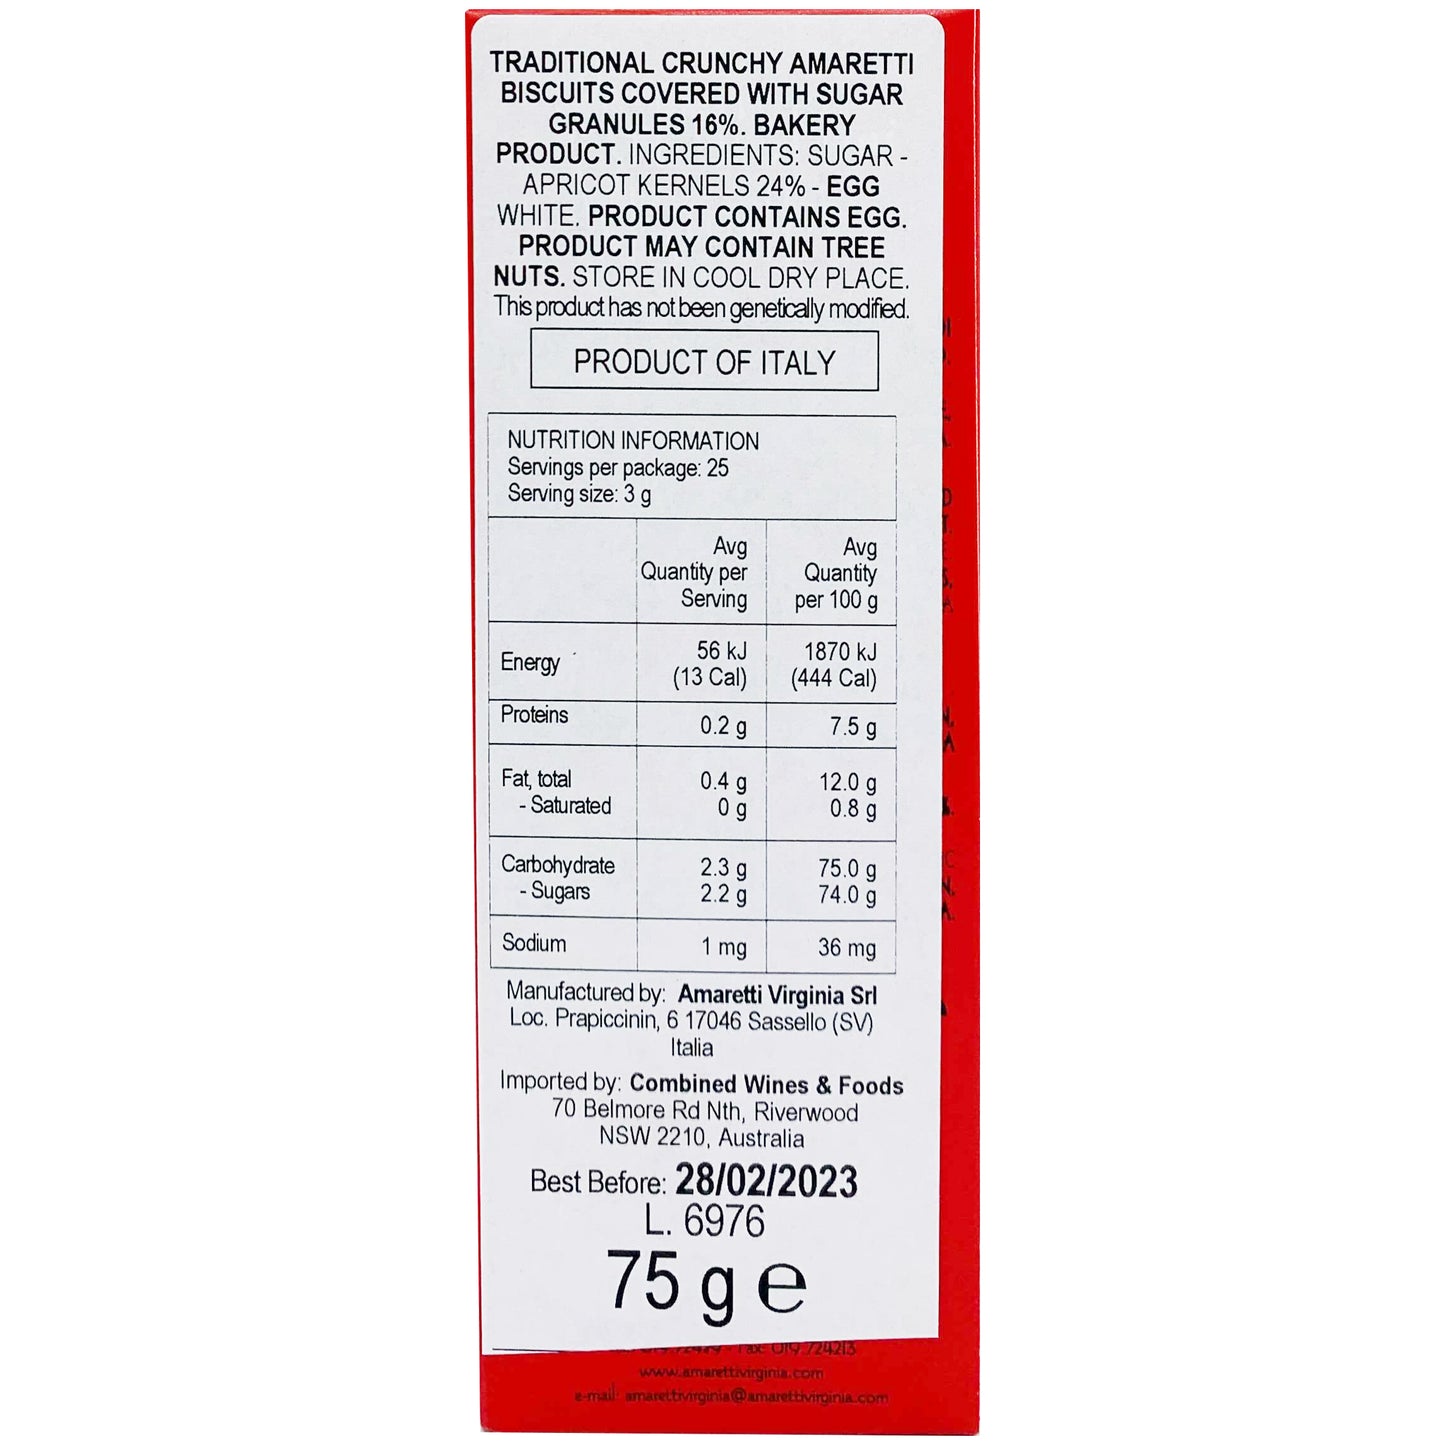 TRADITIONAL CRUNCHY AMARETTI
BISCUITS COVERED WITH SUGAR
GRANULES 16%. BAKERY
PRODUCT. INGREDIENTS: SUGAR -
APRICOT KERNELS 24% - EGG
WHITE. PRODUCT CONTAINS EGG.
PRODUCT MAY CONTAIN TREE
NUTS. STORE IN COOL DRY PLACE.
This product has not been genetically modified.
PRODUCT OF ITALY
NUTRITION INFORMATION
Servings per package: 25
Serving size: 3 g
Avg Quantity per Serving Avg Quantity per 100 g
Energy 56 kJ (13 Cal) 1870 kJ (444 Cal)
Proteins 0.2 g 7.5 g
Fat, total 0.4 g 12.0 g
- Saturated 0 g 0.8 g
Carbohydrate 2.3 g 75.0 g
- Sugars 2.2 g 74.0 g
Sodium 1 mg 36 mg
Manufactured by: Amaretti Virginia Srl
Loc. Prapiccinin, 6 17046 Sassello (SV)
Italia
Imported by: Combined Wines & Foods
70 Belmore Rd Nth, Riverwood
NSW 2210, Australia
Best Before: 28/02/2023
L. 6976
75 g e
Fax: 019 724213
www.amarettivirginia.com
e-mail: amarettivirginia@amarettivirginia.com